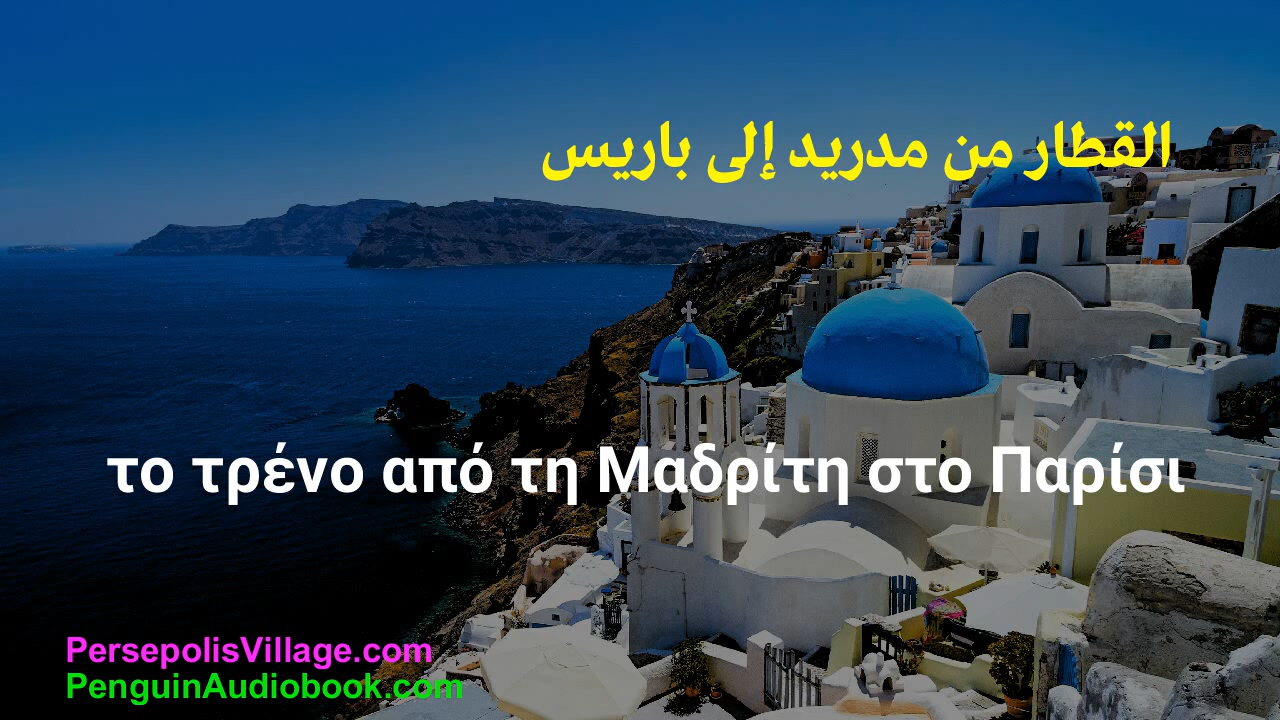 القطار من مدريد إلى باريس
το τρένο από τη Μαδρίτη στο Παρίσι
PersepolisVillage.com
PenguinAudiobook.com